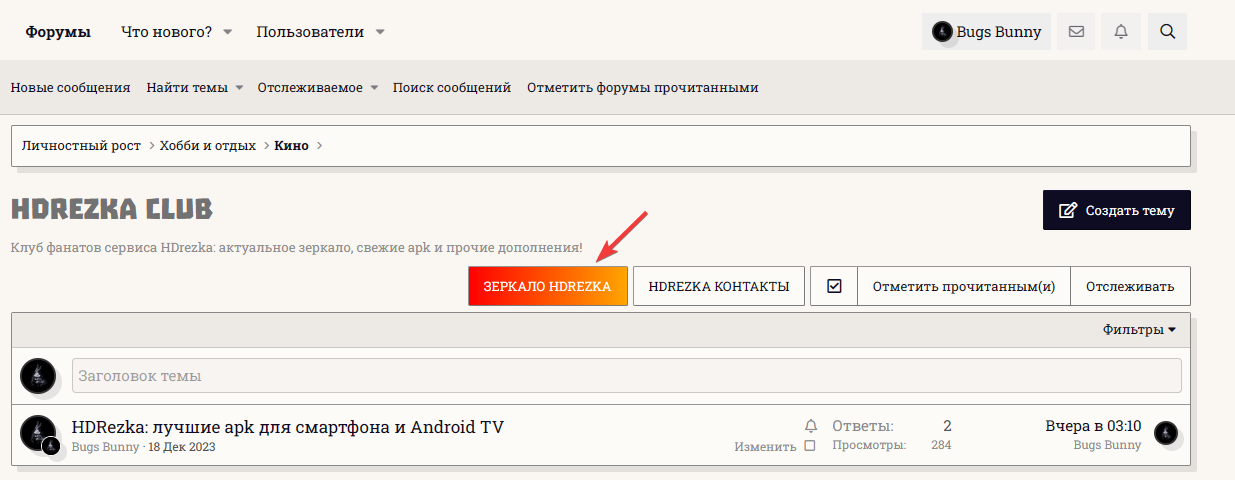 Форумы Что нового? Пользователи Bugs Bunny
Новые сообщения Найти темы Отслеживаемое Поиск сообщений Отметить форумы прочитанными
Личностный рост Хобби и отдых Кино
HDREZKA CLUB
Создать тему
Клуб фанатов сервиса HDrezka: актуальное зеркало, свежие apk и прочие дополнения!
ЗЕРКАЛО HDREZKA HDREZKA КОНТАКТЫ Отметить прочитанным(и) Отслеживать
Фильтры
Заголовок темы
HDRezka: лучшие apk для смартфона и Android TV Ответы: 2 Вчера в 03:10
Bugs Bunny · 18 Дек 2023 Изменить Просмотры: 284 Bugs Bunny